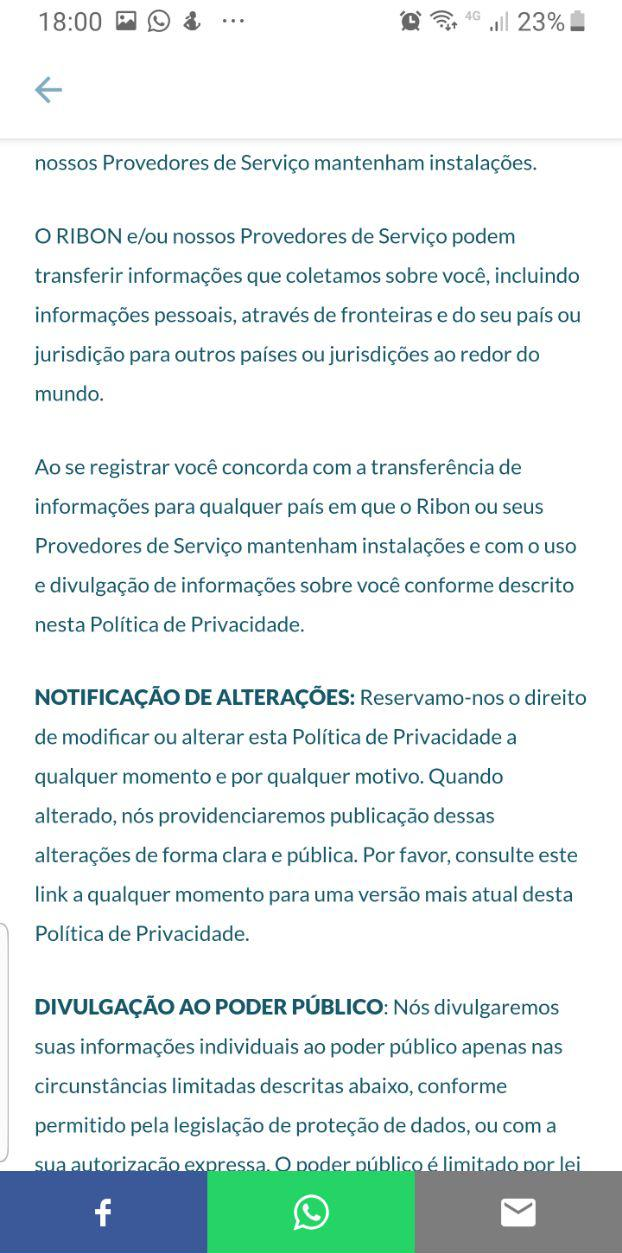 18:00 4G 23%
nossos Provedores de Serviço mantenham instalações.
O RIBON e/ou nossos Provedores de Serviço podem
transferir informações que coletamos sobre você, incluindo
informações pessoais, através de fronteiras e do seu país ou
jurisdição para outros países ou jurisdições ao redor do
mundo.
Ao se registrar você concorda com a transferência de
informações para qualquer país em que o Ribon ou seus
Provedores de Serviço mantenham instalações e com o uso
e divulgação de informações sobre você conforme descrito
nesta Política de Privacidade.
NOTIFICAÇÃO DE ALTERAÇÕES: Reservamo-nos o direito
de modificar ou alterar esta Política de Privacidade a
qualquer momento e por qualquer motivo. Quando
alterado, nós providenciaremos publicação dessas
alterações de forma clara e pública. Por favor, consulte este
link a qualquer momento para uma versão mais atual desta
Política de Privacidade.
DIVULGAÇÃO AO PODER PÚBLICO: Nós divulgaremos
suas informações individuais ao poder público apenas nas
circunstâncias limitadas descritas abaixo, conforme
permitido pela legislação de proteção de dados, ou com a
sua autorização expressa. O poder público é limitado por lei